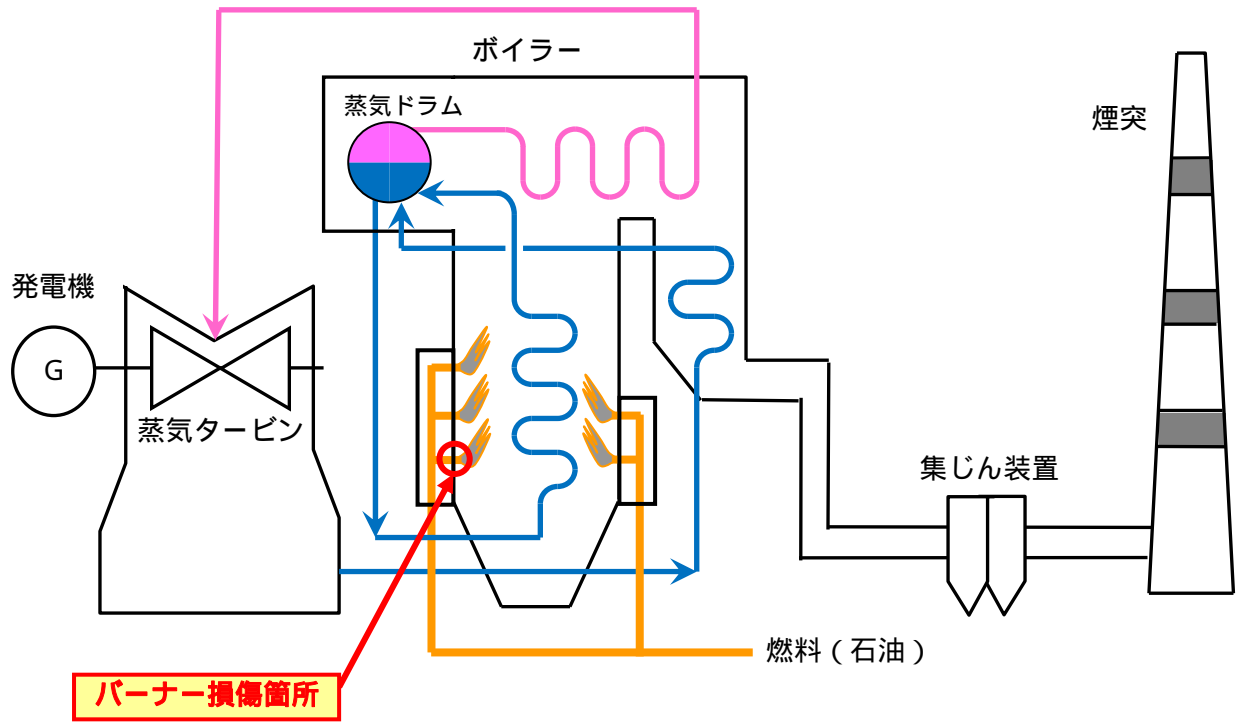 ボイラー
蒸気ドラム
煙突
発電機
G
蒸気タービン
集じん装置
燃料（石油）
バーナー損傷箇所